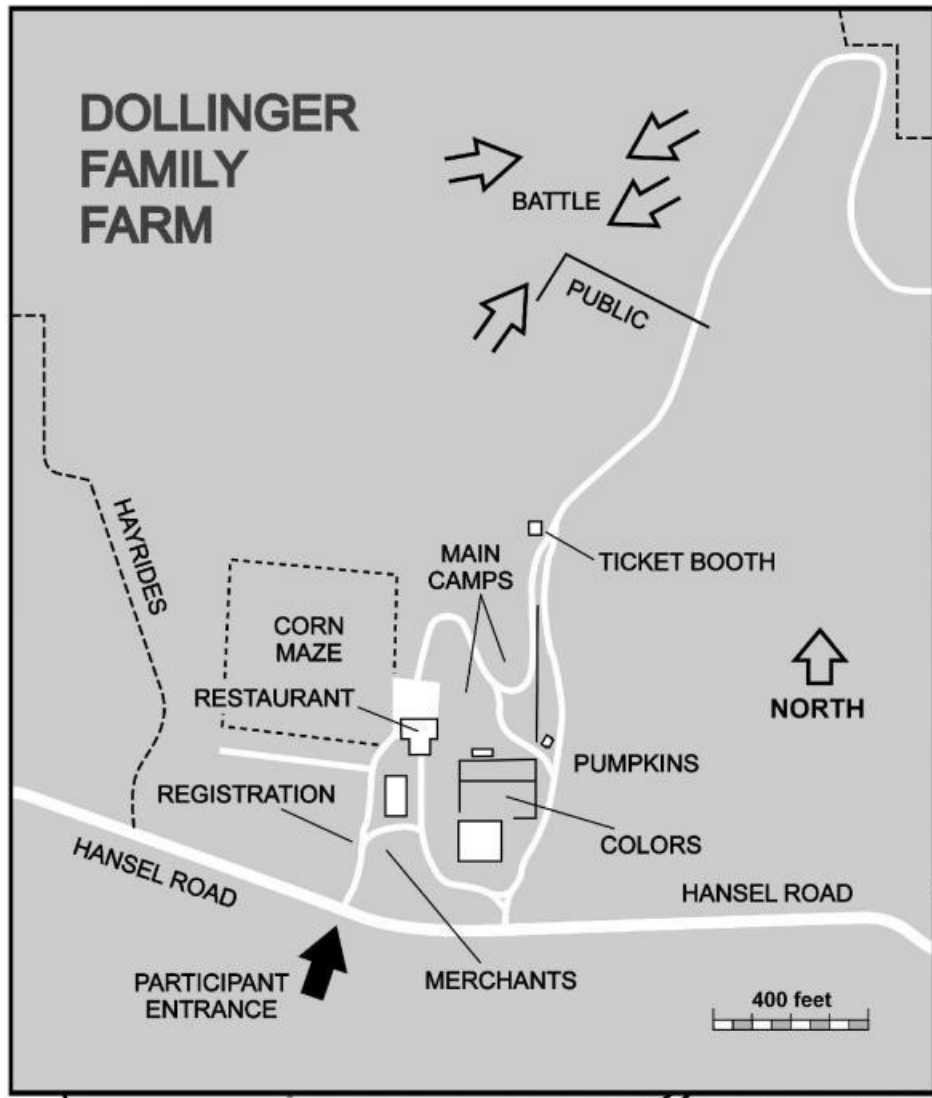 DOLLINGER
FAMILY
FARM
BATTLE
PUBLIC
HAYRIDES
MAIN
CAMPS
TICKET BOOTH
CORN
MAZE
RESTAURANT
NORTH
PUMPKINS
REGISTRATION
COLORS
HANSEL ROAD
HANSEL ROAD
PARTICIPANT
ENTRANCE
MERCHANTS
400 feet